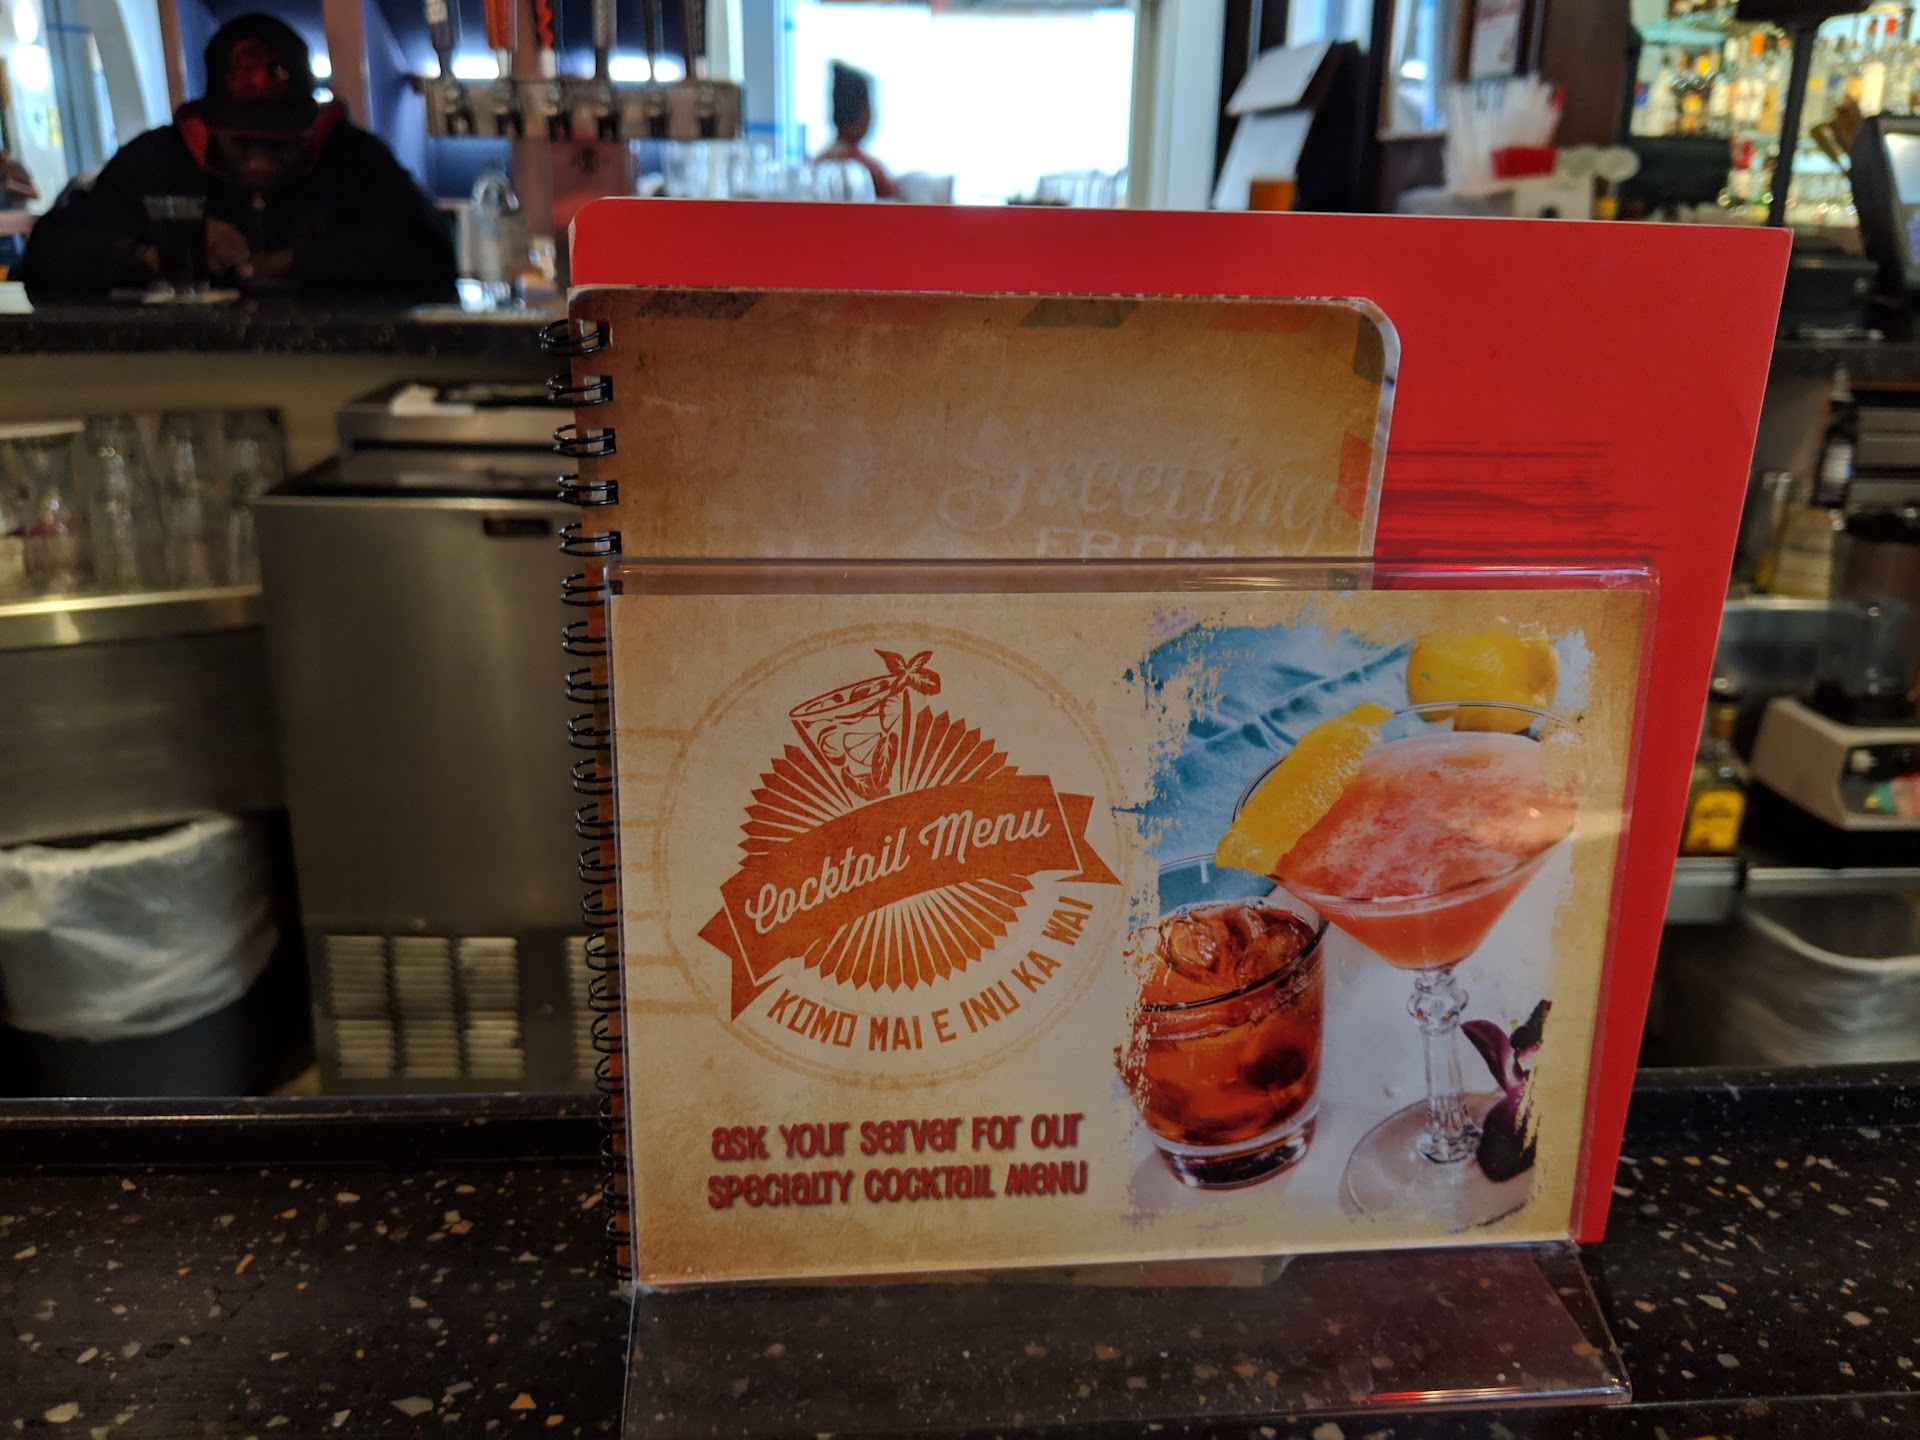 Greetings
FROM
Cocktail Menu
KOMO MAI E INU KA WAI
ASK YOUR SERVER FOR OUR
SPECIALTY COCKTAIL MENU